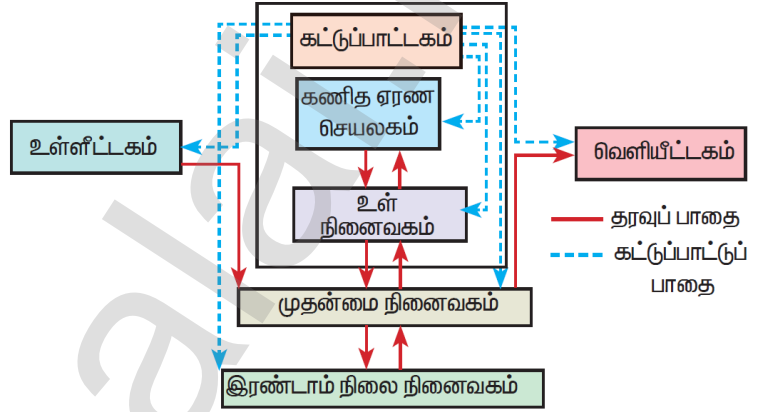 கட்டுப்பாட்டகம்
கணித ஏரண
செயலகம்
உள்ளீட்டகம்
வெளியீட்டகம்
உள்
நினைவகம்
தரவுப் பாதை
கட்டுப்பாட்டுப்
பாதை
முதன்மை நினைவகம்
இரண்டாம் நிலை நினைவகம்